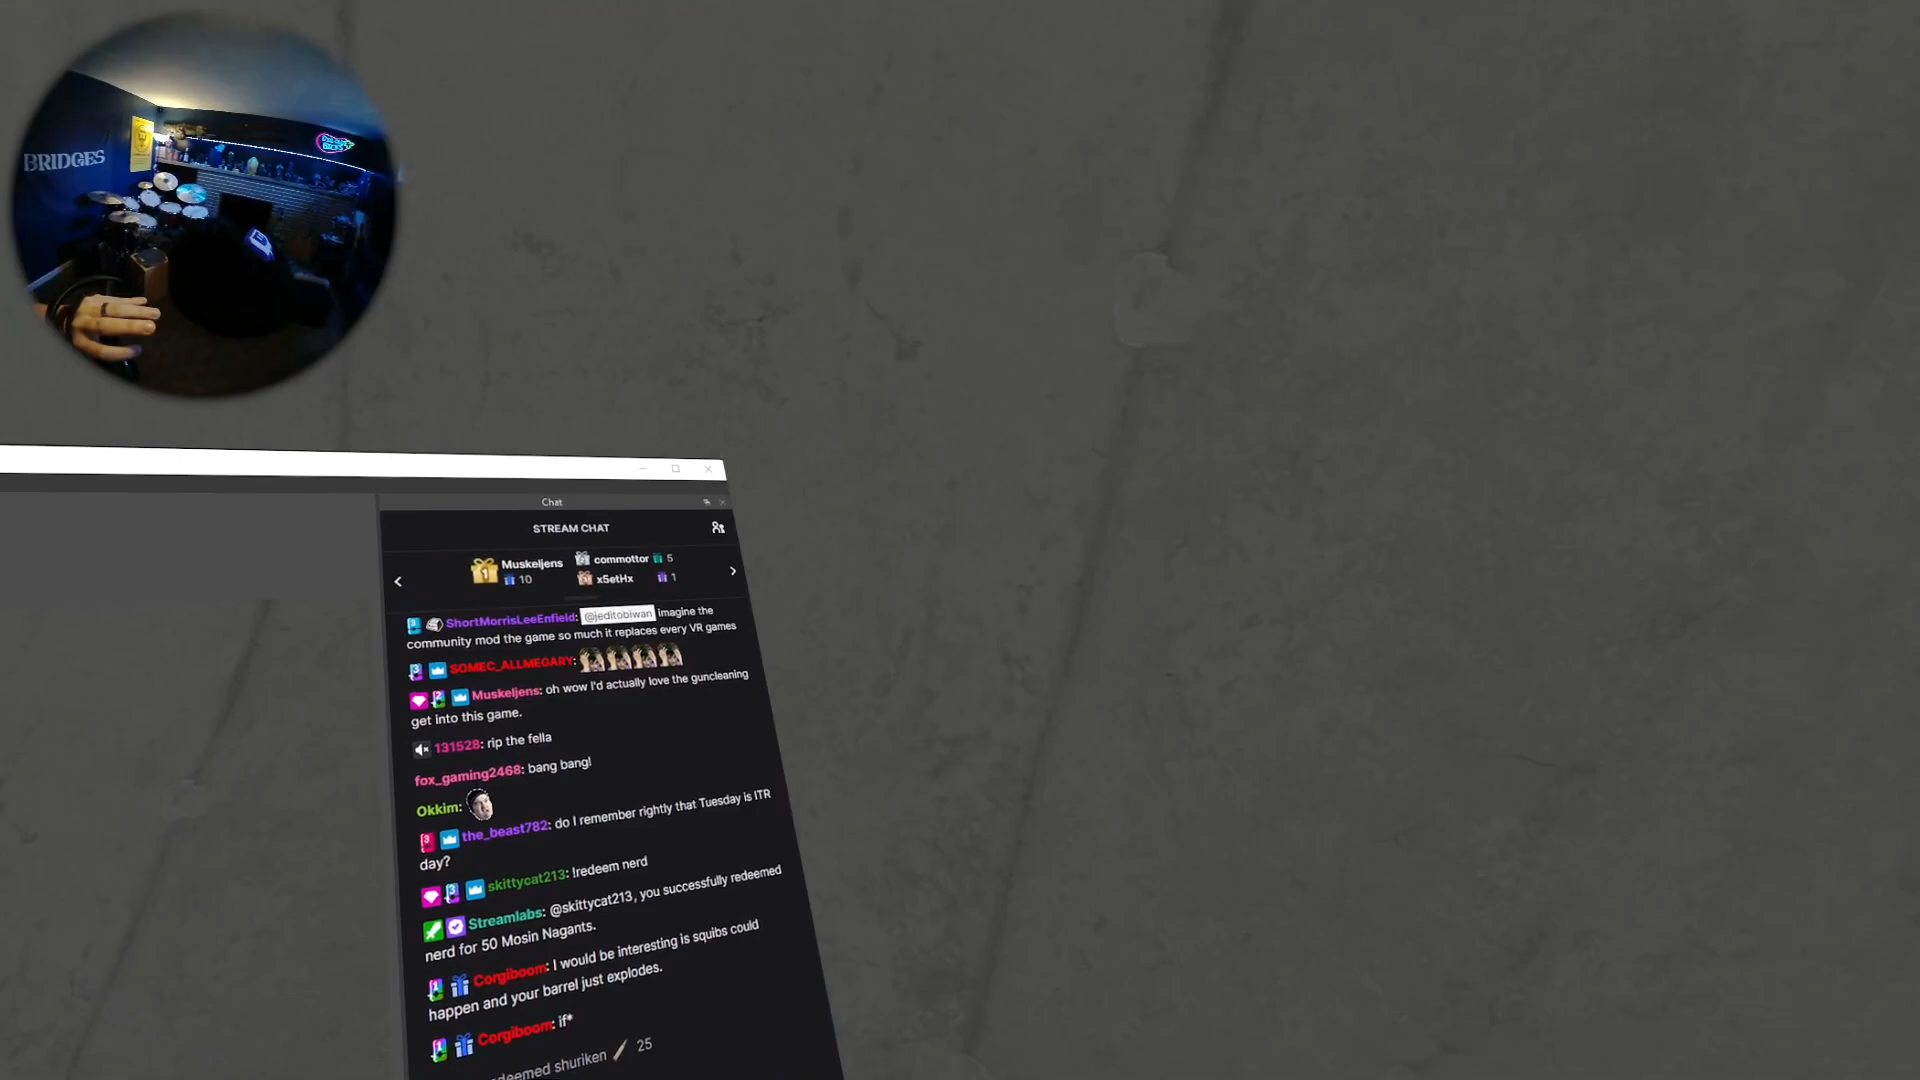 BRIDGES
Chat
STREAM CHAT
1 Muskeljens 10
commottor 5
x5etHx 1
ShortMorrisLeeEnfield: @jeditobiwan imagine the
community mod the game so much it replaces every VR games
SOMEC_ALLMEGARY:
Muskeljens: oh wow I'd actually love the guncleaning
get into this game.
131528: rip the fella
fox_gaming2468: bang bang!
Okkim:
the_beast782: do I remember rightly that Tuesday is ITR
day?
skittycat213: !redeem nerd
Streamlabs: @skittycat213, you successfully redeemed
nerd for 50 Mosin Nagants.
Corgiboom: I would be interesting is squibs could
happen and your barrel just explodes.
Corgiboom: if*
deemed shuriken 25